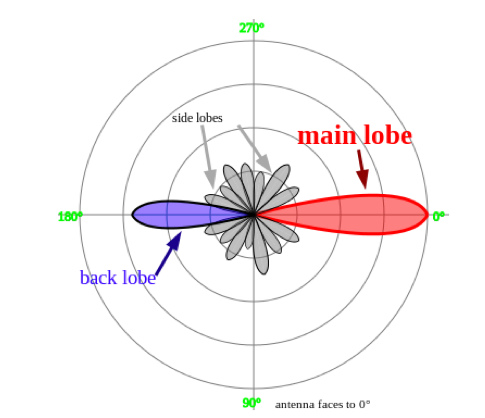 270°
side lobes
main lobe
180°
0°
back lobe
90°
antenna faces to 0°